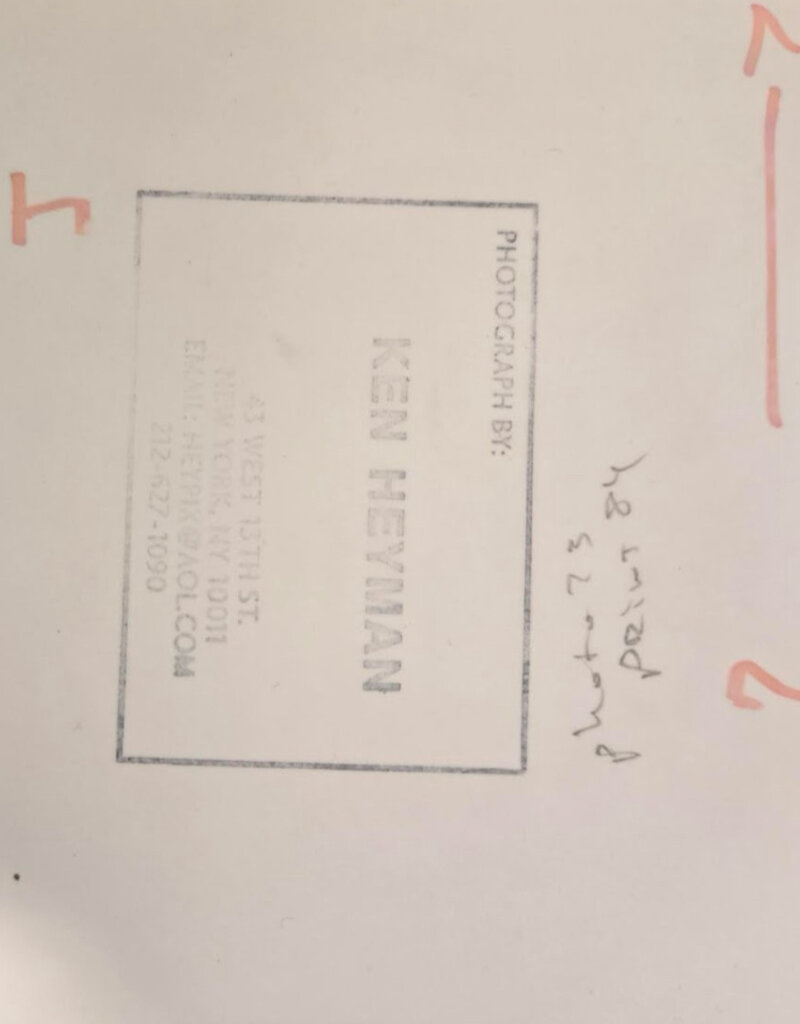 PHOTOGRAPH BY:
KEN HEYMAN
43 WEST 13TH ST.
NEW YORK, NY 10011
EMAIL: HEYPIX@AOL.COM
212-627-1090
photo 73
print 84